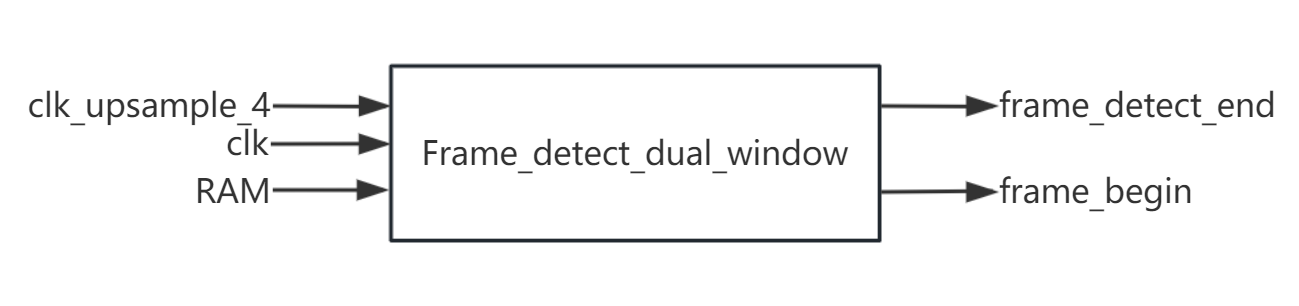 clk_upsample_4
clk
RAM
Frame_detect_dual_window
frame_detect_end
frame_begin